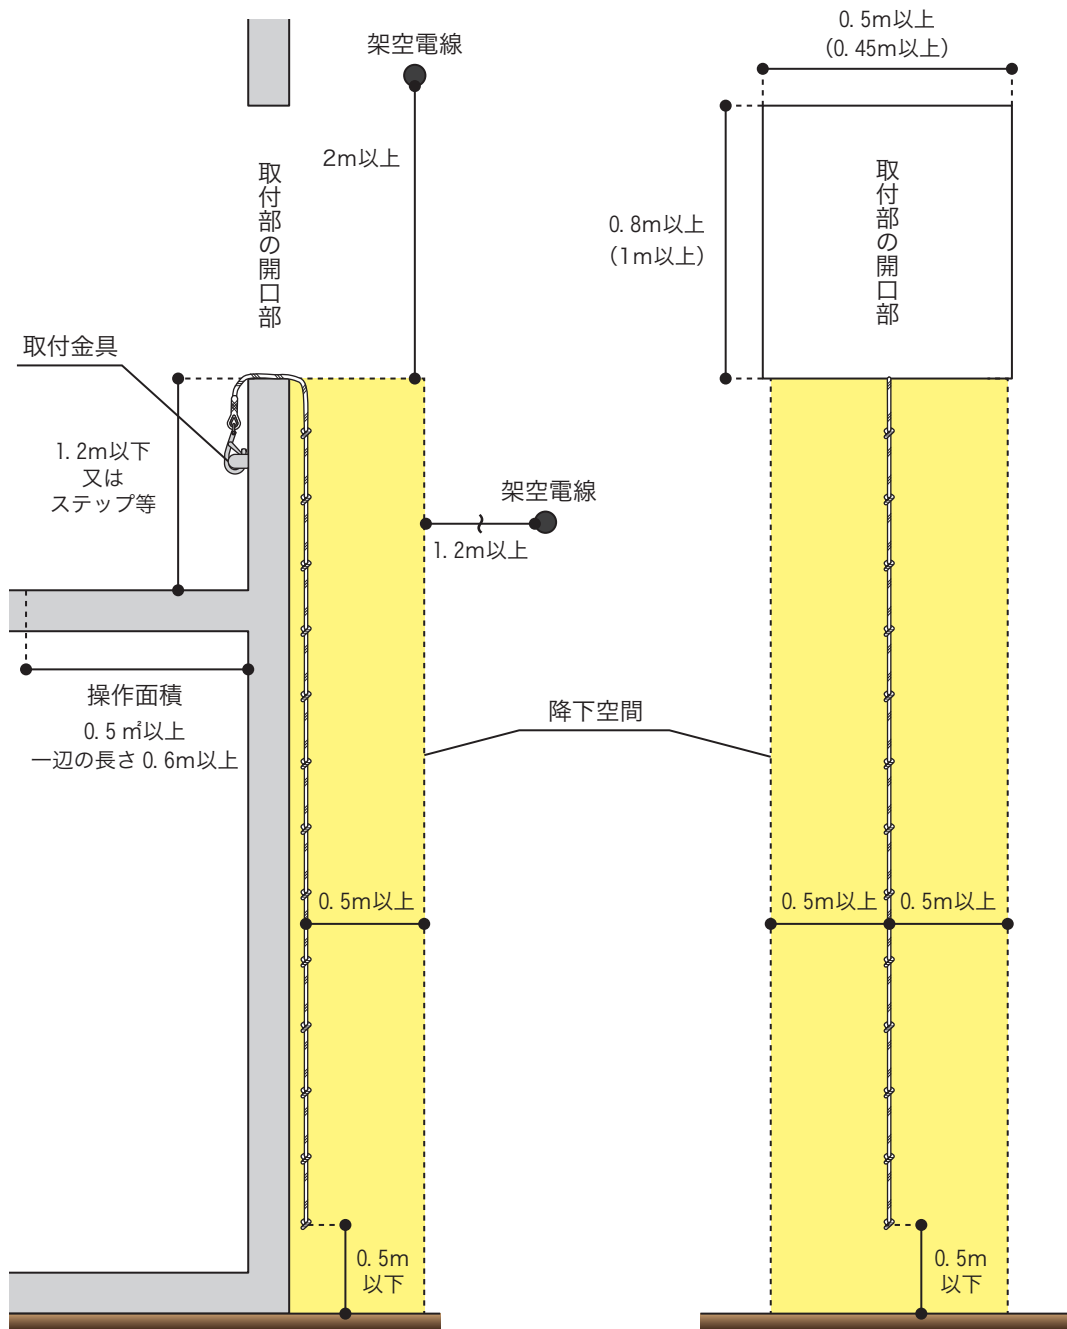 架空電線
2m以上
取付部の開口部
取付金具
1.2m以下
又は
ステップ等
架空電線
1.2m以上
操作面積
0.5㎡以上
一辺の長さ0.6m以上
降下空間
0.5m以上
0.5m
以下
0.5m以上
(0.45m以上)
0.8m以上
(1m以上)
取付部の開口部
0.5m以上
0.5m以上
0.5m
以下